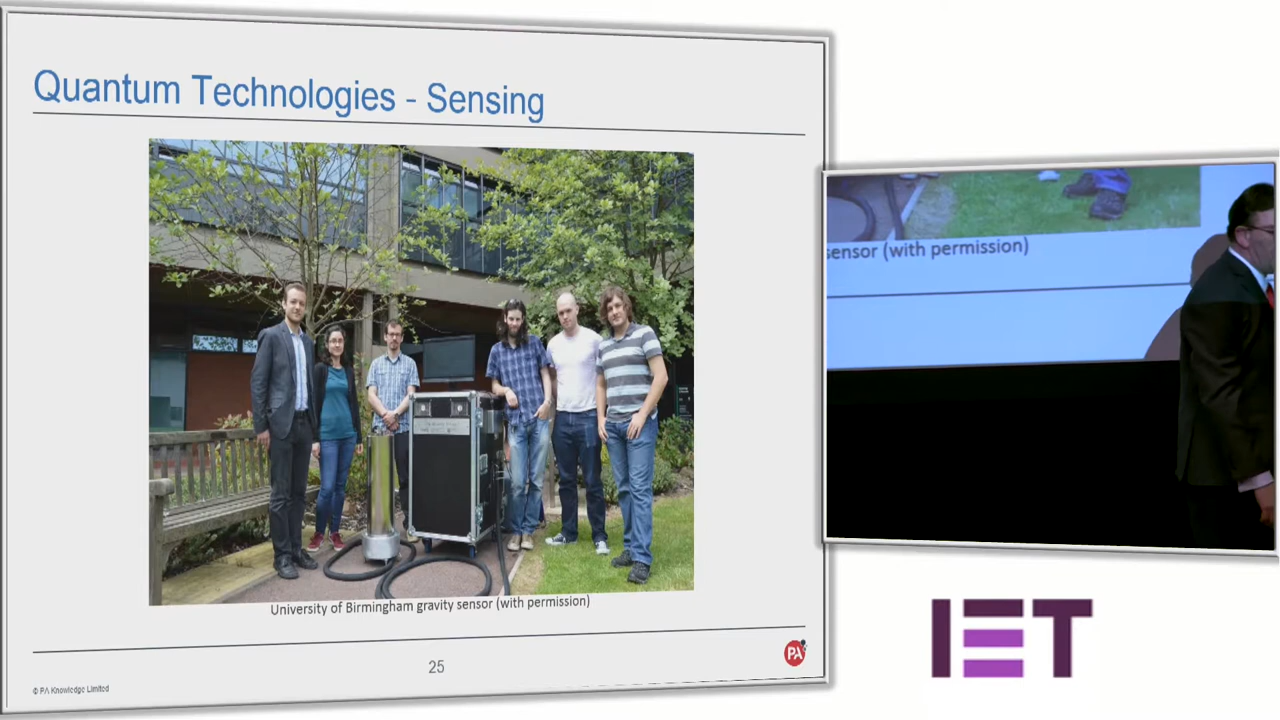 Quantum Technologies - Sensing
University of Birmingham gravity sensor (with permission)
25
PA
© PA Knowledge Limited
sensor (with permission)
IET